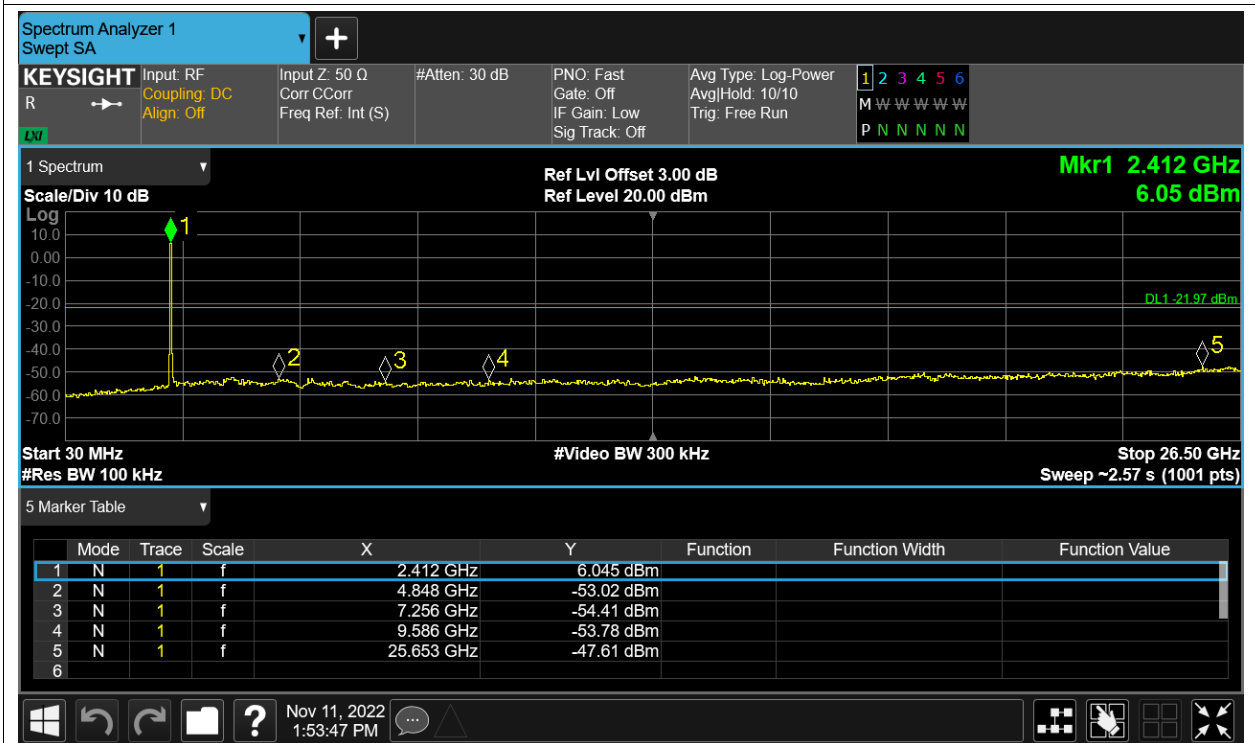 Spectrum Analyzer 1
Swept SA
KEYSIGHT
R
LXI
Input: RF
Coupling: DC
Align: Off
Input Z: 50 Ω
Corr CCorr
Freq Ref: Int (S)
#Atten: 30 dB
PNO: Fast
Gate: Off
IF Gain: Low
Sig Track: Off
Avg Type: Log-Power
Avg|Hold: 10/10
Trig: Free Run
1 2 3 4 5 6
M W W W W W
P N N N N N
1 Spectrum
Scale/Div 10 dB
Ref Lvl Offset 3.00 dB
Ref Level 20.00 dBm
Mkr1 2.412 GHz
6.05 dBm
Log
10.0
0.00
-10.0
-20.0
-30.0
-40.0
-50.0
-60.0
-70.0
1
2
3
4
5
DL1 -21.97 dBm
Start 30 MHz
#Video BW 300 kHz
Stop 26.50 GHz
#Res BW 100 kHz
Sweep ~2.57 s (1001 pts)
5 Marker Table
Mode Trace Scale X Y Function Function Width Function Value
1 N 1 f 2.412 GHz 6.045 dBm
2 N 1 f 4.848 GHz -53.02 dBm
3 N 1 f 7.256 GHz -54.41 dBm
4 N 1 f 9.586 GHz -53.78 dBm
5 N 1 f 25.653 GHz -47.61 dBm
6
?
Nov 11, 2022
1:53:47 PM